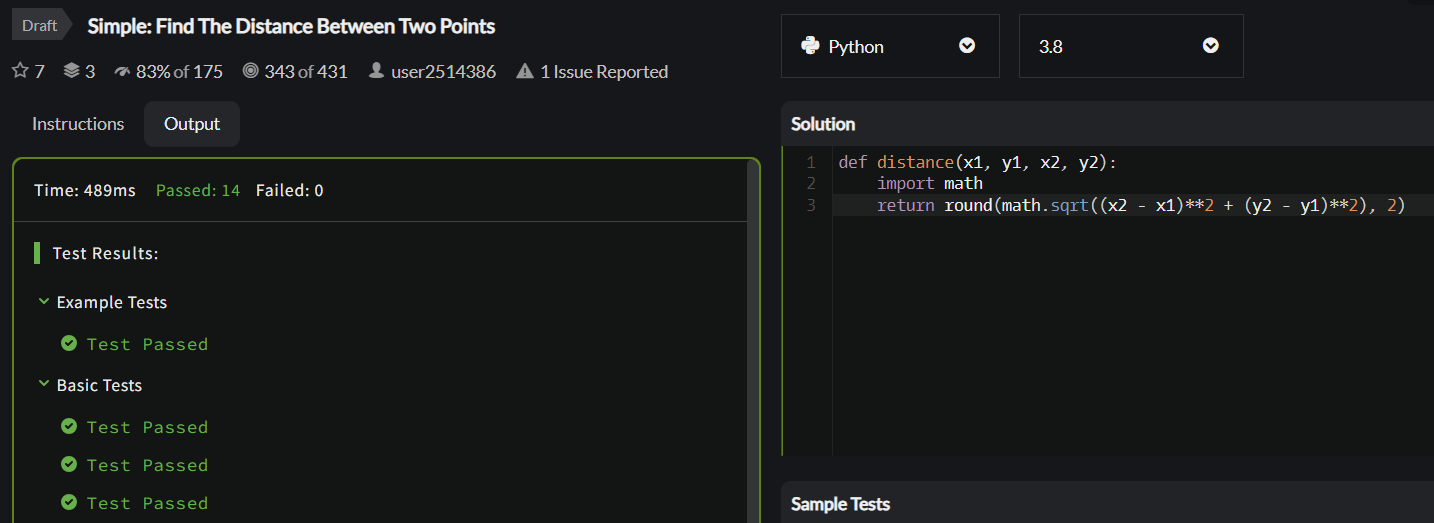 Draft Simple: Find The Distance Between Two Points
7 3 83% of 175 343 of 431 user2514386 1 Issue Reported
Instructions Output
Time: 489ms Passed: 14 Failed: 0
Test Results:
Example Tests
Test Passed
Basic Tests
Test Passed
Test Passed
Test Passed
Python 3.8
Solution
1 def distance(x1, y1, x2, y2):
2     import math
3     return round(math.sqrt((x2 - x1)**2 + (y2 - y1)**2), 2)
Sample Tests